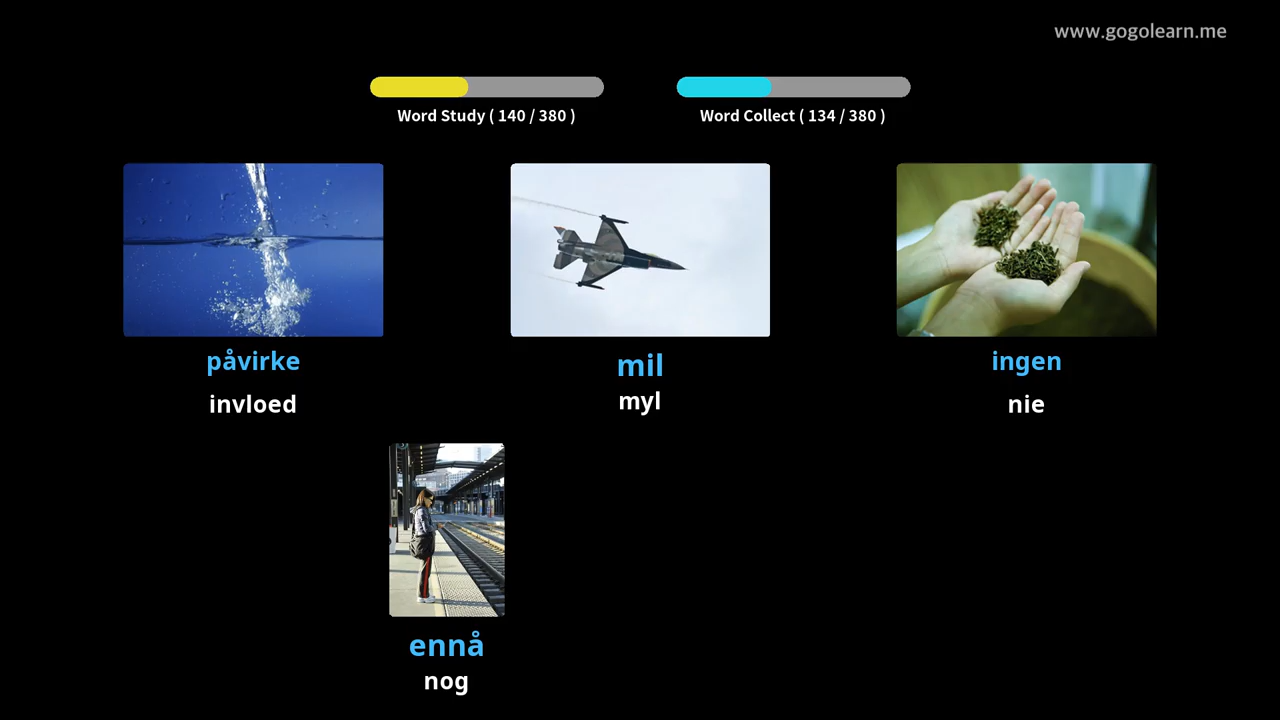 www.gogolearn.me
Word Study ( 140 / 380 )
Word Collect ( 134 / 380 )
påvirke
invloed
mil
myl
ingen
nie
ennå
nog